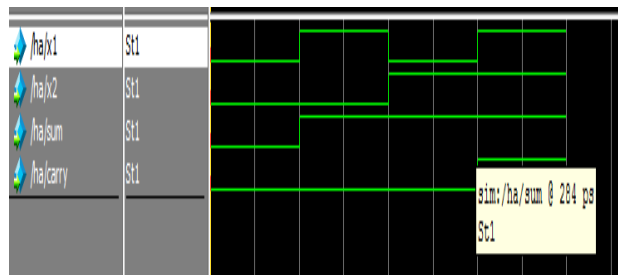 /ha/x1 St1
/ha/x2 St1
/ha/sum St1
/ha/carry St1
sim:/ha/sum @ 284 ps
St1